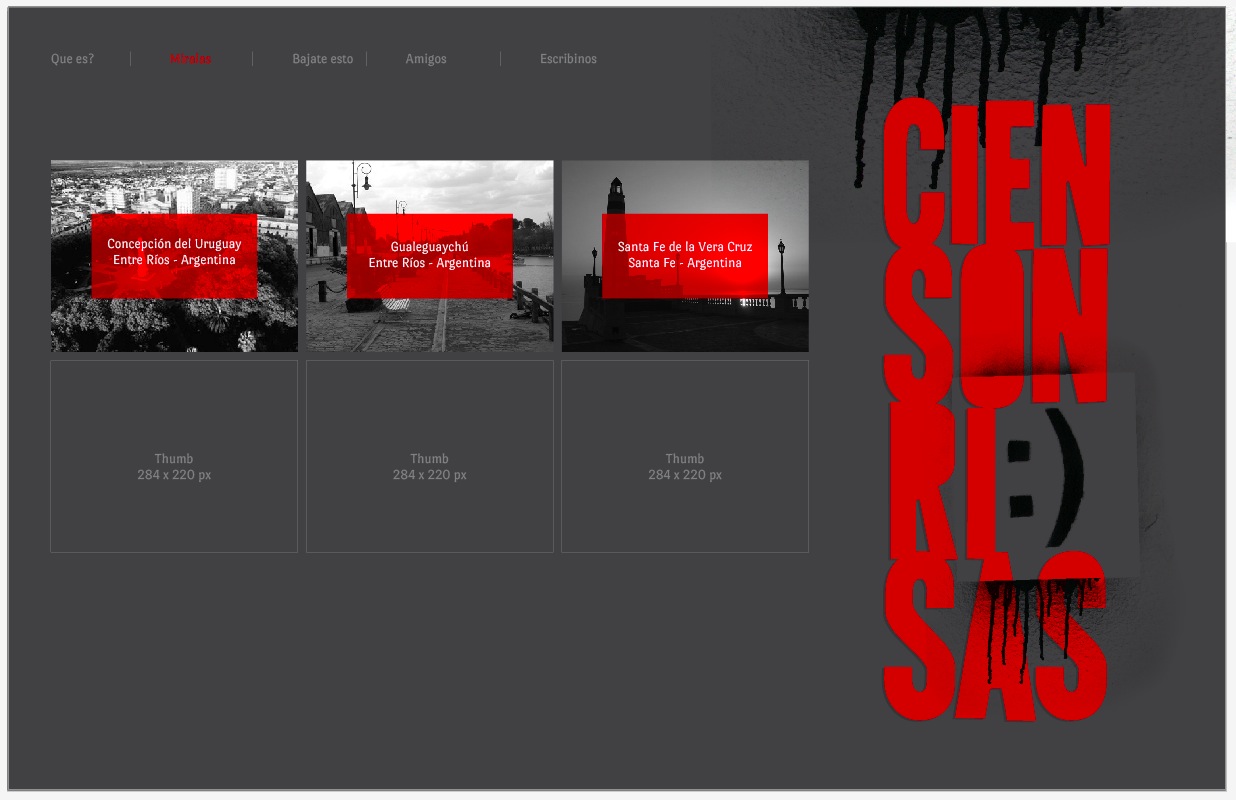 Que es?
Miralas
Bajate esto
Amigos
Escribinos
Concepción del Uruguay
Entre Ríos - Argentina
Gualeguaychú
Entre Ríos - Argentina
Santa Fe de la Vera Cruz
Santa Fe - Argentina
Thumb
284 x 220 px
Thumb
284 x 220 px
Thumb
284 x 220 px
CIEN
SON
RI :)
SAS